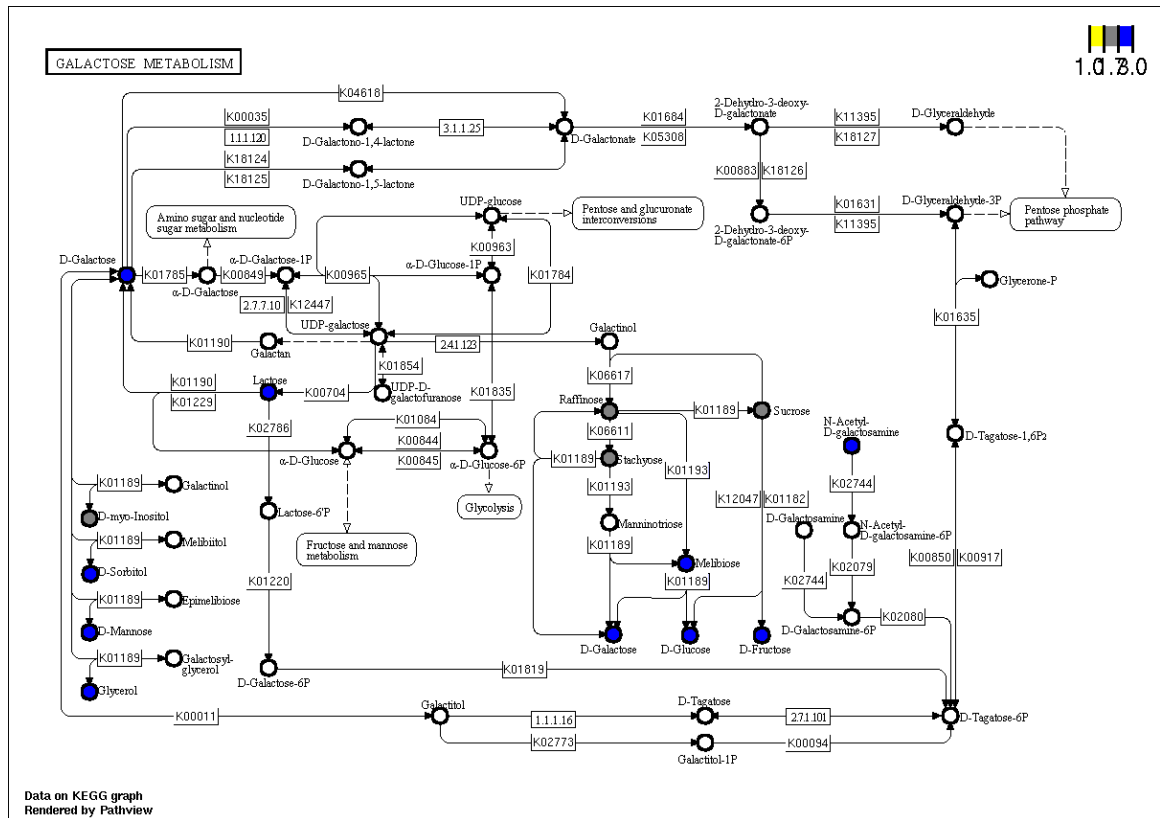 GALACTOSE METABOLISM
K04618
K00035
1.1.1.120
D-Galactono-1,4-lactone
3.1.1.25
D-Galactonate
K01684
K05308
2-Dehydro-3-deoxy-
D-galactonate
K11395
K18127
D-Glyceraldehyde
K18124
K18125
D-Galactono-1,5-lactone
K00883
K18126
Amino sugar and nucleotide
sugar metabolism
UDP-glucose
Pentose and glucuronate
interconversions
2-Dehydro-3-deoxy-
D-galactonate-6P
K01631
K11395
D-Glyceraldehyde-3P
Pentose phosphate
pathway
D-Galactose
K01785
α-D-Galactose
K00849
α-D-Galactose-1P
K00965
α-D-Glucose-1P
K00963
K01784
Glycerone-P
2.7.7.10
K12447
UDP-galactose
K01635
K01190
Galactan
2.4.1.123
Galactinol
K01854
K01190
K01229
Lactose
K00704
UDP-D-
galactofuranose
K01835
K06617
Raffinose
K01189
Sucrose
K02786
K01084
K00844
K00845
α-D-Glucose
α-D-Glucose-6P
K06611
K01189
Stachyose
K01193
N-Acetyl-
D-galactosamine
D-Tagatose-1,6P2
K01189
Galactinol
D-myo-Inositol
Lactose-6'P
Glycolysis
K01193
Manninotriose
K12047
K01182
K02744
D-Galactosamine
N-Acetyl-
D-galactosamine-6P
K01189
Melibiitol
D-Sorbitol
Fructose and mannose
metabolism
K01189
Melibiose
K00850
K00917
K01220
K01189
K02744
K02079
K01189
Epimelibiose
D-Mannose
D-Galactose
D-Glucose
D-Fructose
D-Galactosamine-6P
K02080
K01189
Galactosyl-
glycerol
Glycerol
D-Galactose-6P
K01819
K00011
Galactitol
1.1.1.16
D-Tagatose
2.7.1.101
D-Tagatose-6P
K02773
Galactitol-1P
K00094
Data on KEGG graph
Rendered by Pathview